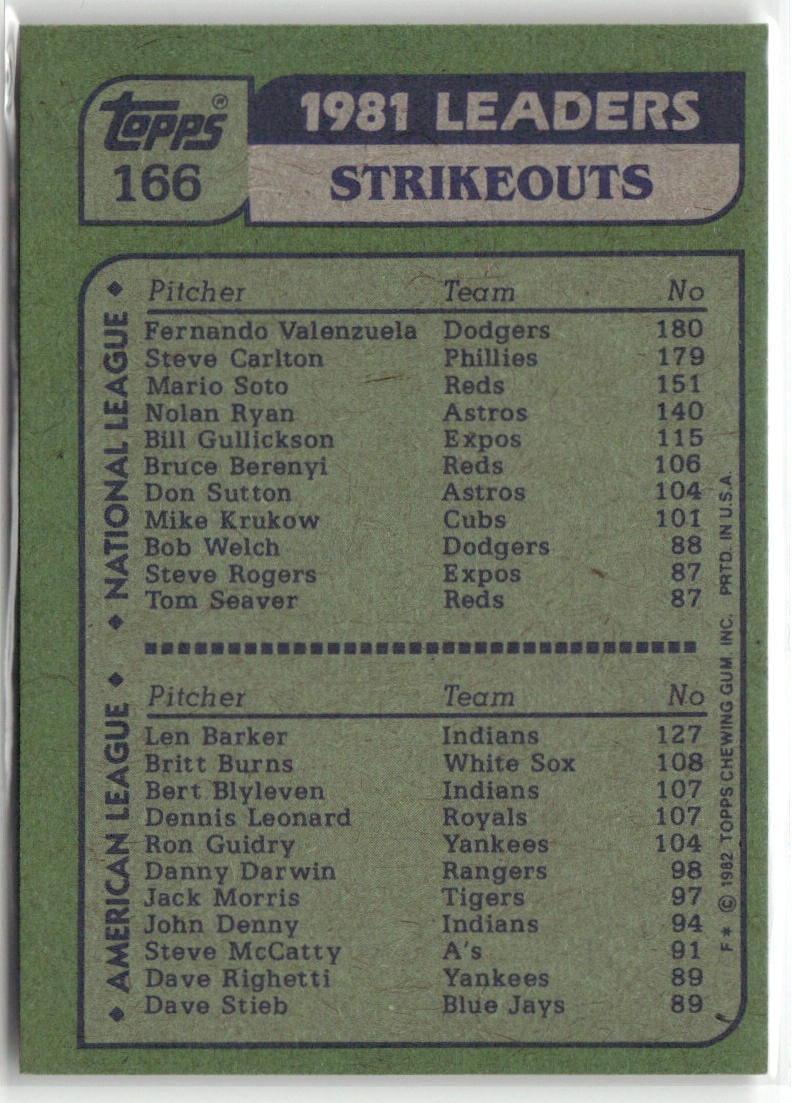 Topps®
166
1981 LEADERS
STRIKEOUTS
◆ NATIONAL LEAGUE ◆
Pitcher Team No
Fernando Valenzuela Dodgers 180
Steve Carlton Phillies 179
Mario Soto Reds 151
Nolan Ryan Astros 140
Bill Gullickson Expos 115
Bruce Berenyi Reds 106
Don Sutton Astros 104
Mike Krukow Cubs 101
Bob Welch Dodgers 88
Steve Rogers Expos 87
Tom Seaver Reds 87
◆ AMERICAN LEAGUE ◆
Pitcher Team No
Len Barker Indians 127
Britt Burns White Sox 108
Bert Blyleven Indians 107
Dennis Leonard Royals 107
Ron Guidry Yankees 104
Danny Darwin Rangers 98
Jack Morris Tigers 97
John Denny Indians 94
Steve McCatty A's 91
Dave Righetti Yankees 89
Dave Stieb Blue Jays 89
F* © 1982 TOPPS CHEWING GUM, INC. PRTD. IN U.S.A.